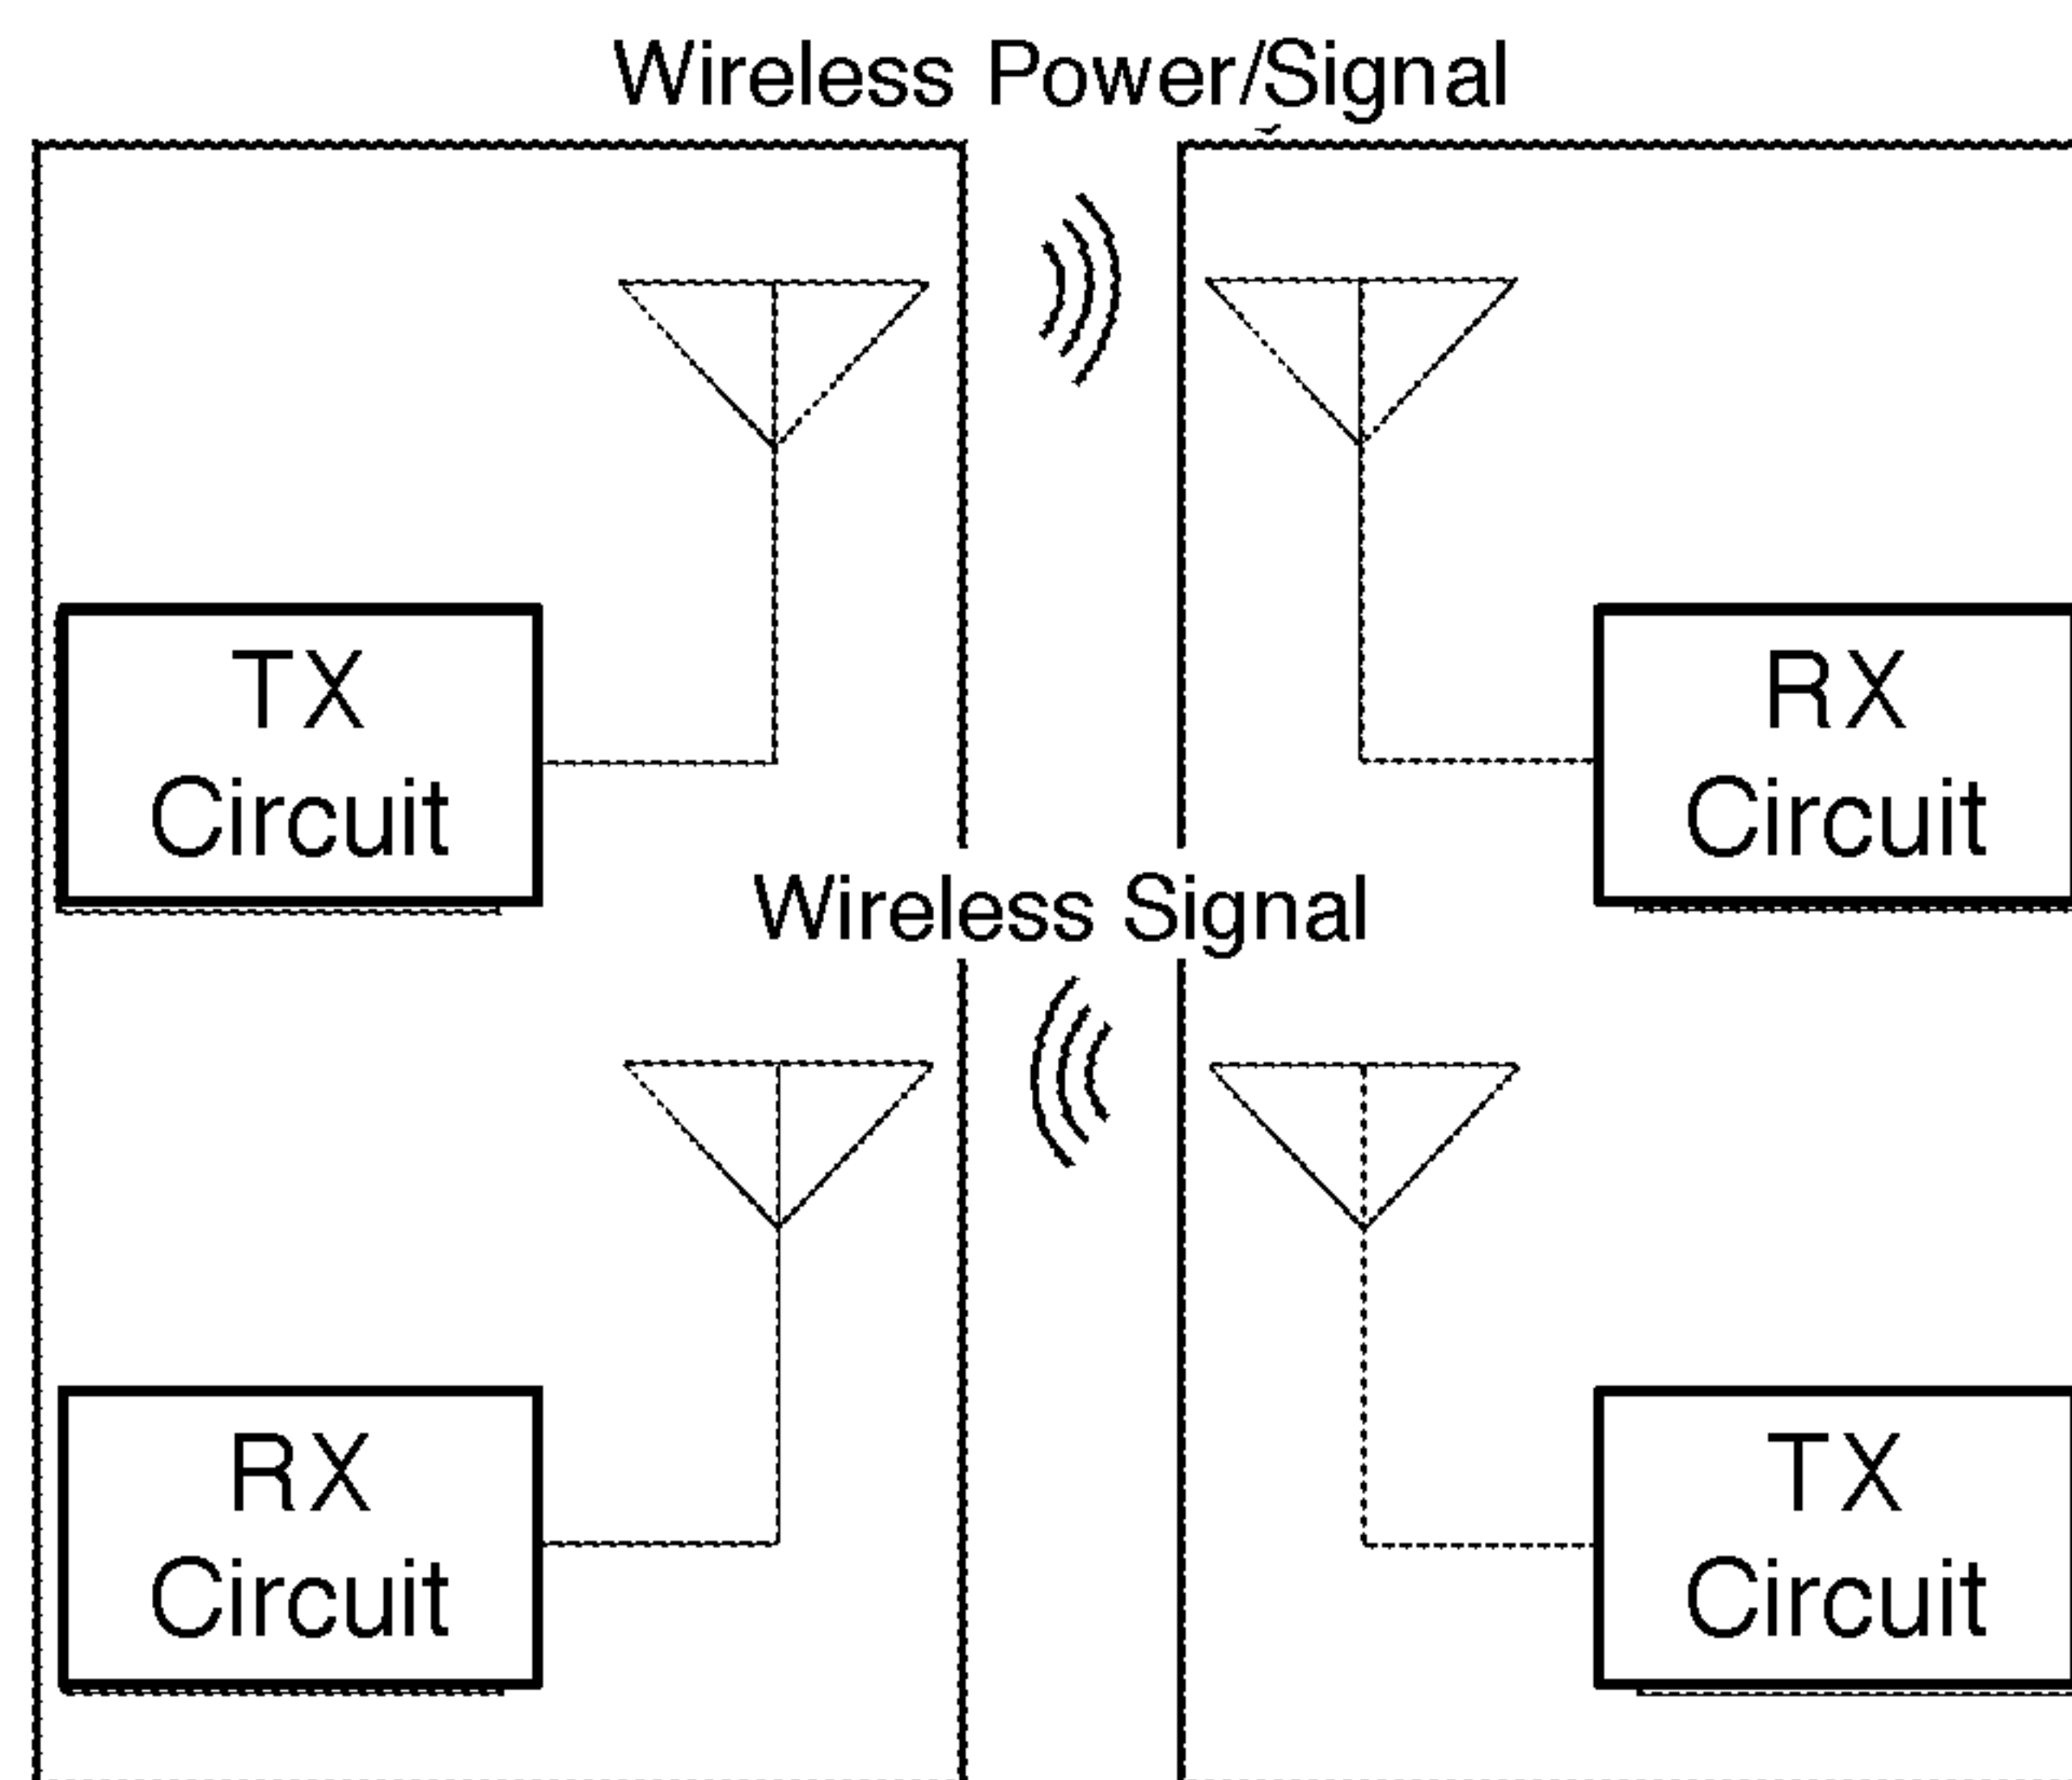 Wireless Power/Signal
TX
Circuit
RX
Circuit
Wireless Signal
RX
Circuit
TX
Circuit